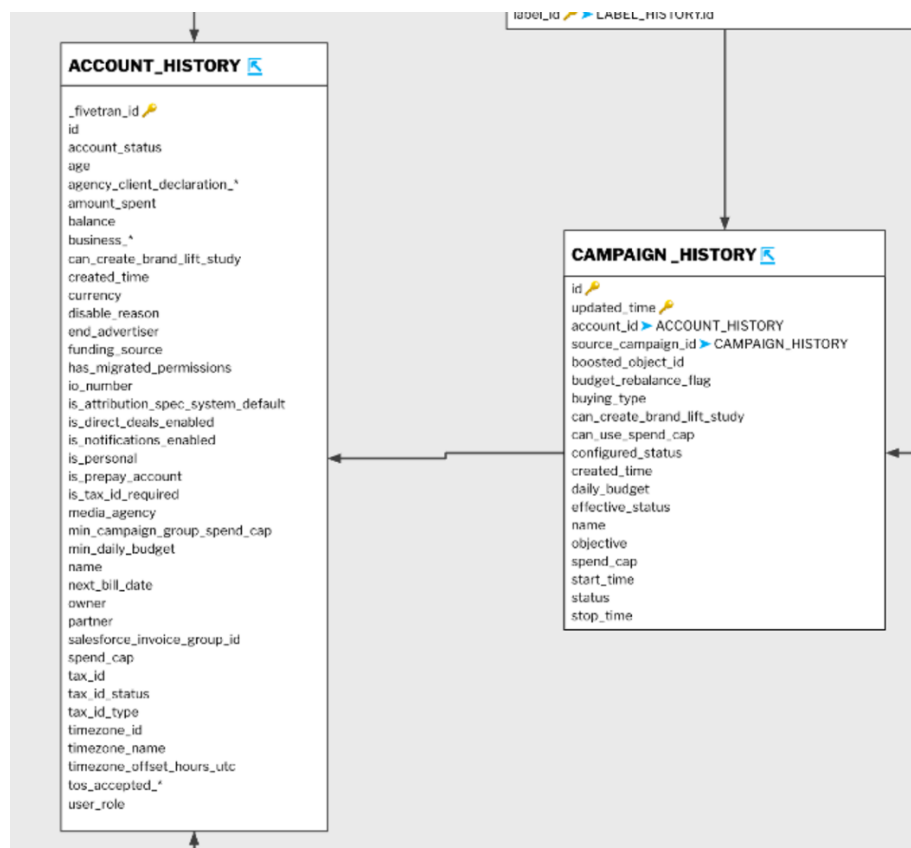 label_id LABEL_HISTORY.id
ACCOUNT_HISTORY
_fivetran_id
id
account_status
age
agency_client_declaration_*
amount_spent
balance
business_*
can_create_brand_lift_study
created_time
currency
disable_reason
end_advertiser
funding_source
has_migrated_permissions
io_number
is_attribution_spec_system_default
is_direct_deals_enabled
is_notifications_enabled
is_personal
is_prepay_account
is_tax_id_required
media_agency
min_campaign_group_spend_cap
min_daily_budget
name
next_bill_date
owner
partner
salesforce_invoice_group_id
spend_cap
tax_id
tax_id_status
tax_id_type
timezone_id
timezone_name
timezone_offset_hours_utc
tos_accepted_*
user_role
CAMPAIGN _HISTORY
id
updated_time
account_id ➤ ACCOUNT_HISTORY
source_campaign_id ➤ CAMPAIGN_HISTORY
boosted_object_id
budget_rebalance_flag
buying_type
can_create_brand_lift_study
can_use_spend_cap
configured_status
created_time
daily_budget
effective_status
name
objective
spend_cap
start_time
status
stop_time